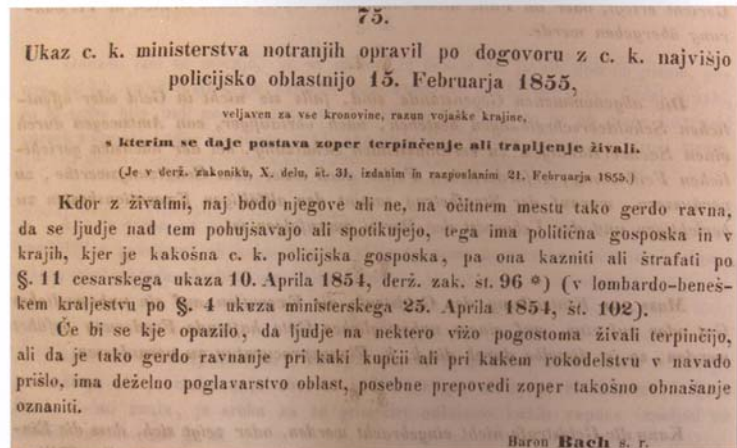 75.
Ukaz c. k. ministerstva notranjih opravil po dogovoru z c. k. najvišjo
policijsko oblastnijo 15. Februarja 1855,
veljaven za vse kronovine, razun vojaške krajine,
s kterim se daje postava zoper terpinčenje ali trapljenje živali.
(Je v derž. zakoniku, X. delu, št. 31, izdanim in razposlanim 21. Februarja 1855.)
Kdor z živalmi, naj bodo njegove ali ne, na očitnem mestu tako gerdo ravna,
da se ljudje nad tem pohujšavajo ali spotikujejo, tega ima politična gosposka in v
krajih, kjer je kakošna c. k. policijska gosposka, pa ona kazniti ali štrafati po
§. 11 cesarskega ukaza 10. Aprila 1854, derž. zak. št. 96 *) (v lombardo-beneš-
kem kraljestvu po §. 4 ukaza ministerskega 25. Aprila 1854, št. 102).
Če bi se kje opazilo, da ljudje na nektero vižo pogostoma živali terpinčijo,
ali da je tako gerdo ravnanje pri kaki kupčii ali pri kakem rokodelstvu v navado
prišlo, ima deželno poglavarstvo oblast, posebne prepovedi zoper takošno obnašanje
oznaniti.
Baron Bach s. r.